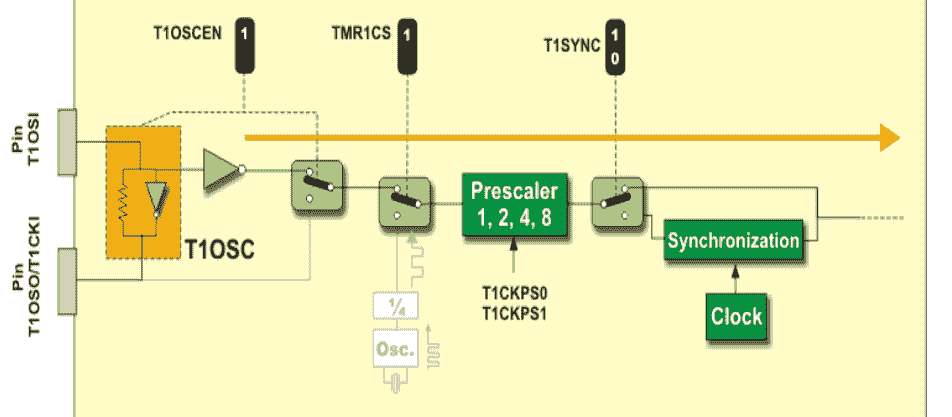 T1OSCEN 1
TMR1CS 1
T1SYNC 1
0
Pin
T1OSI
Pin
T1OSO/T1CKI
T1OSC
Prescaler
1, 2, 4, 8
T1CKPS0
T1CKPS1
Synchronization
Clock
1/4
Osc.